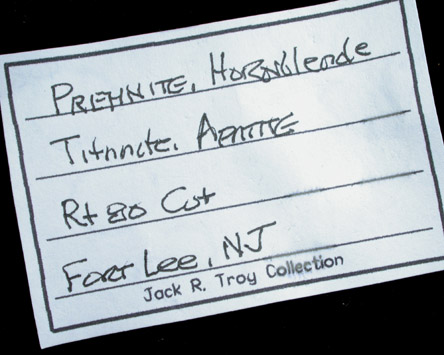 PREHNITE, Hornblende
Titanite, APATITE
Rt 80 Cut
Fort Lee, NJ
Jack R. Troy Collection